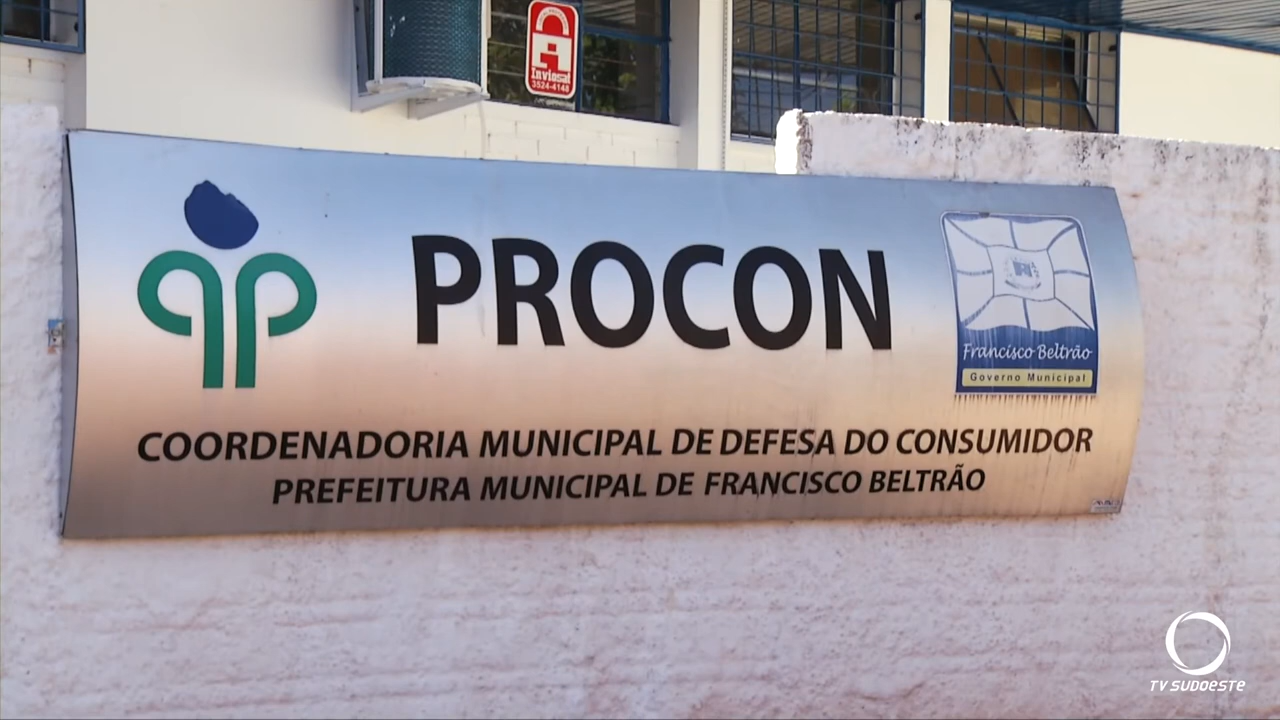 Inviosat
3524-4148
PROCON
Francisco Beltrão
Governo Municipal
COORDENADORIA MUNICIPAL DE DEFESA DO CONSUMIDOR
PREFEITURA MUNICIPAL DE FRANCISCO BELTRÃO
TV SUDOESTE